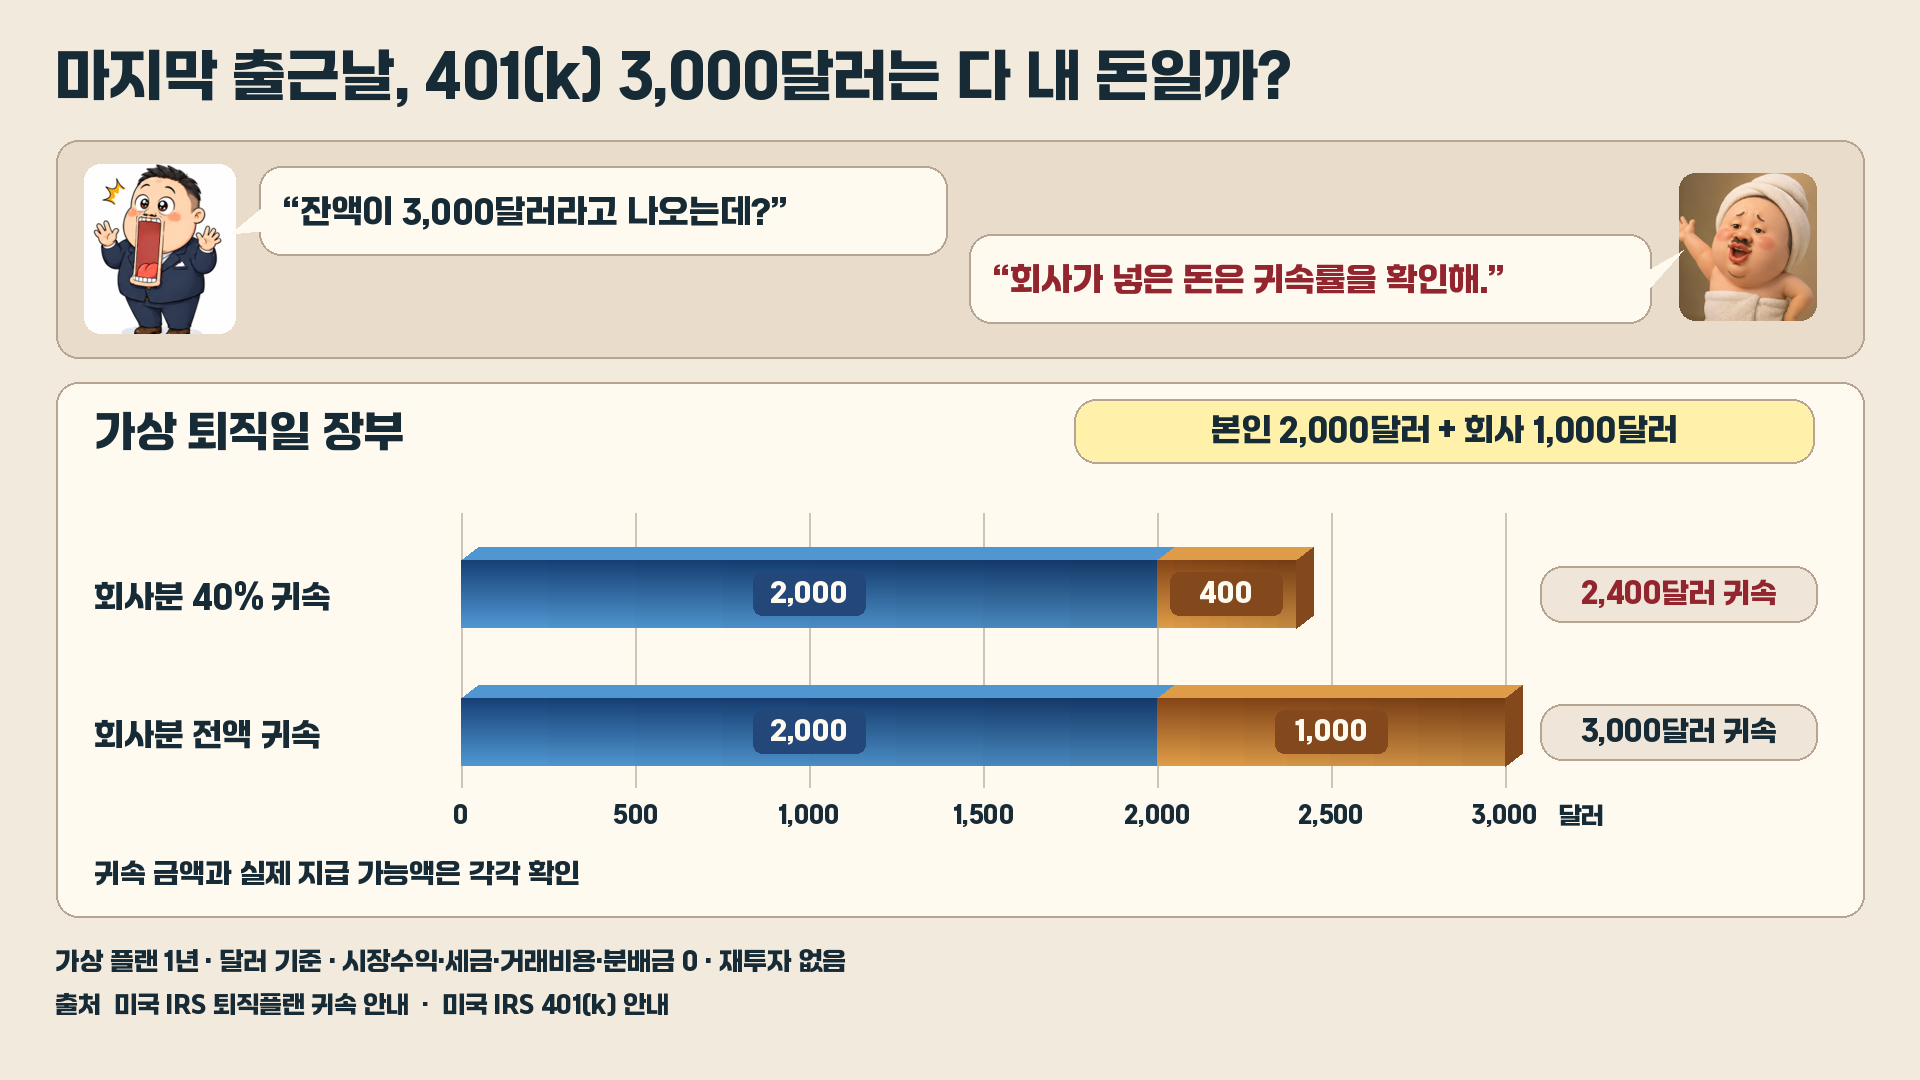 마지막 출근날, 401(k) 3,000달러는 다 내 돈일까?
“잔액이 3,000달러라고 나오는데?”
“회사가 넣은 돈은 귀속률을 확인해.”
가상 퇴직일 장부
본인 2,000달러 + 회사 1,000달러
회사분 40% 귀속
2,000
400
2,400달러 귀속
회사분 전액 귀속
2,000
1,000
3,000달러 귀속
0 500 1,000 1,500 2,000 2,500 3,000 달러
귀속 금액과 실제 지급 가능액은 각각 확인
가상 플랜 1년 · 달러 기준 · 시장수익·세금·거래비용·분배금 0 · 재투자 없음
출처 미국 IRS 퇴직플랜 귀속 안내 · 미국 IRS 401(k) 안내